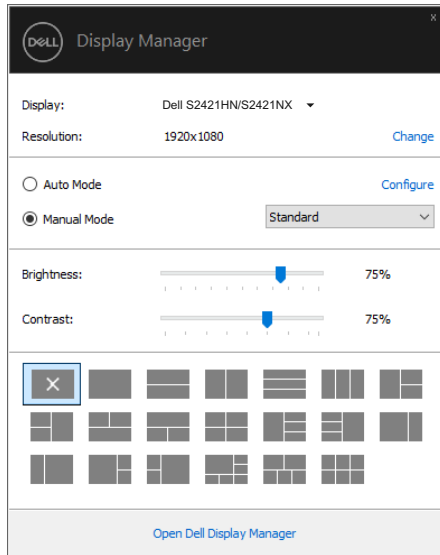 x
DELL Display Manager
Display: Dell S2421HN/S2421NX
Resolution: 1920x1080 Change
Auto Mode Configure
Manual Mode Standard
Brightness: 75%
Contrast: 75%
Open Dell Display Manager